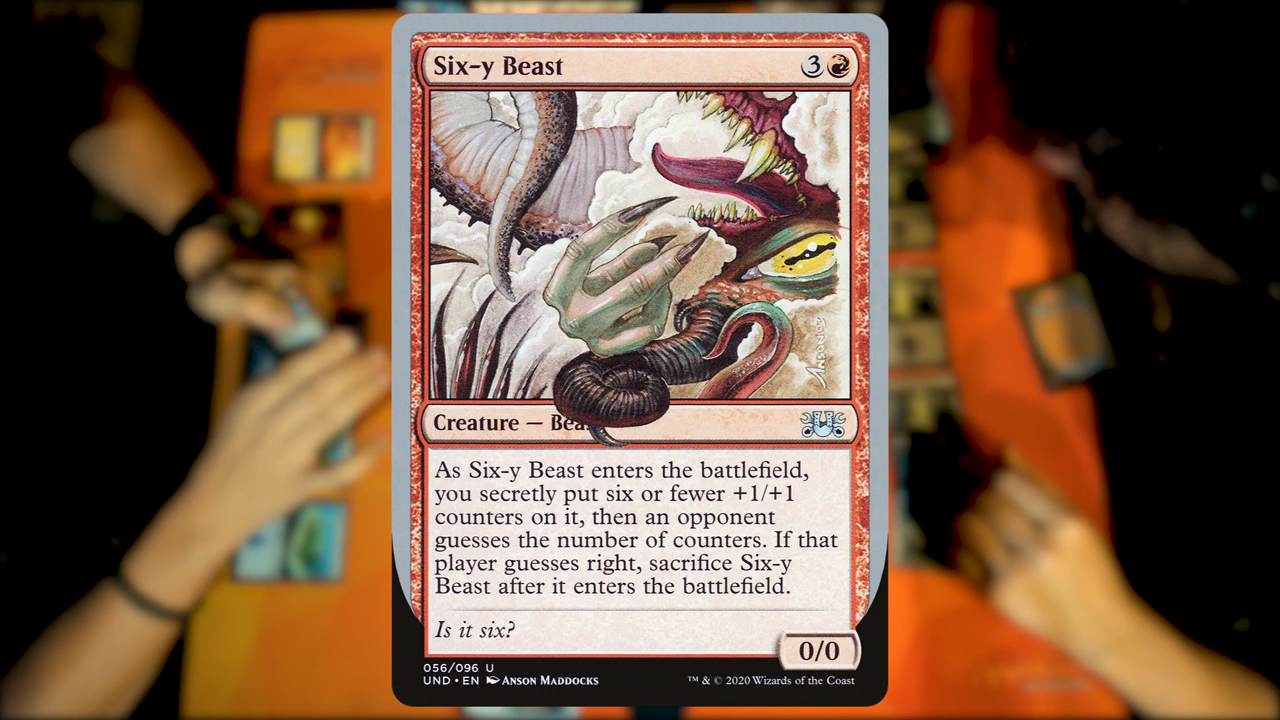 Six-y Beast 3
Creature — Bea
As Six-y Beast enters the battlefield,
you secretly put six or fewer +1/+1
counters on it, then an opponent
guesses the number of counters. If that
player guesses right, sacrifice Six-y
Beast after it enters the battlefield.
Is it six?
0/0
056/096 U
UND • EN ANSON MADDOCKS
™ & © 2020 Wizards of the Coast
ANSON